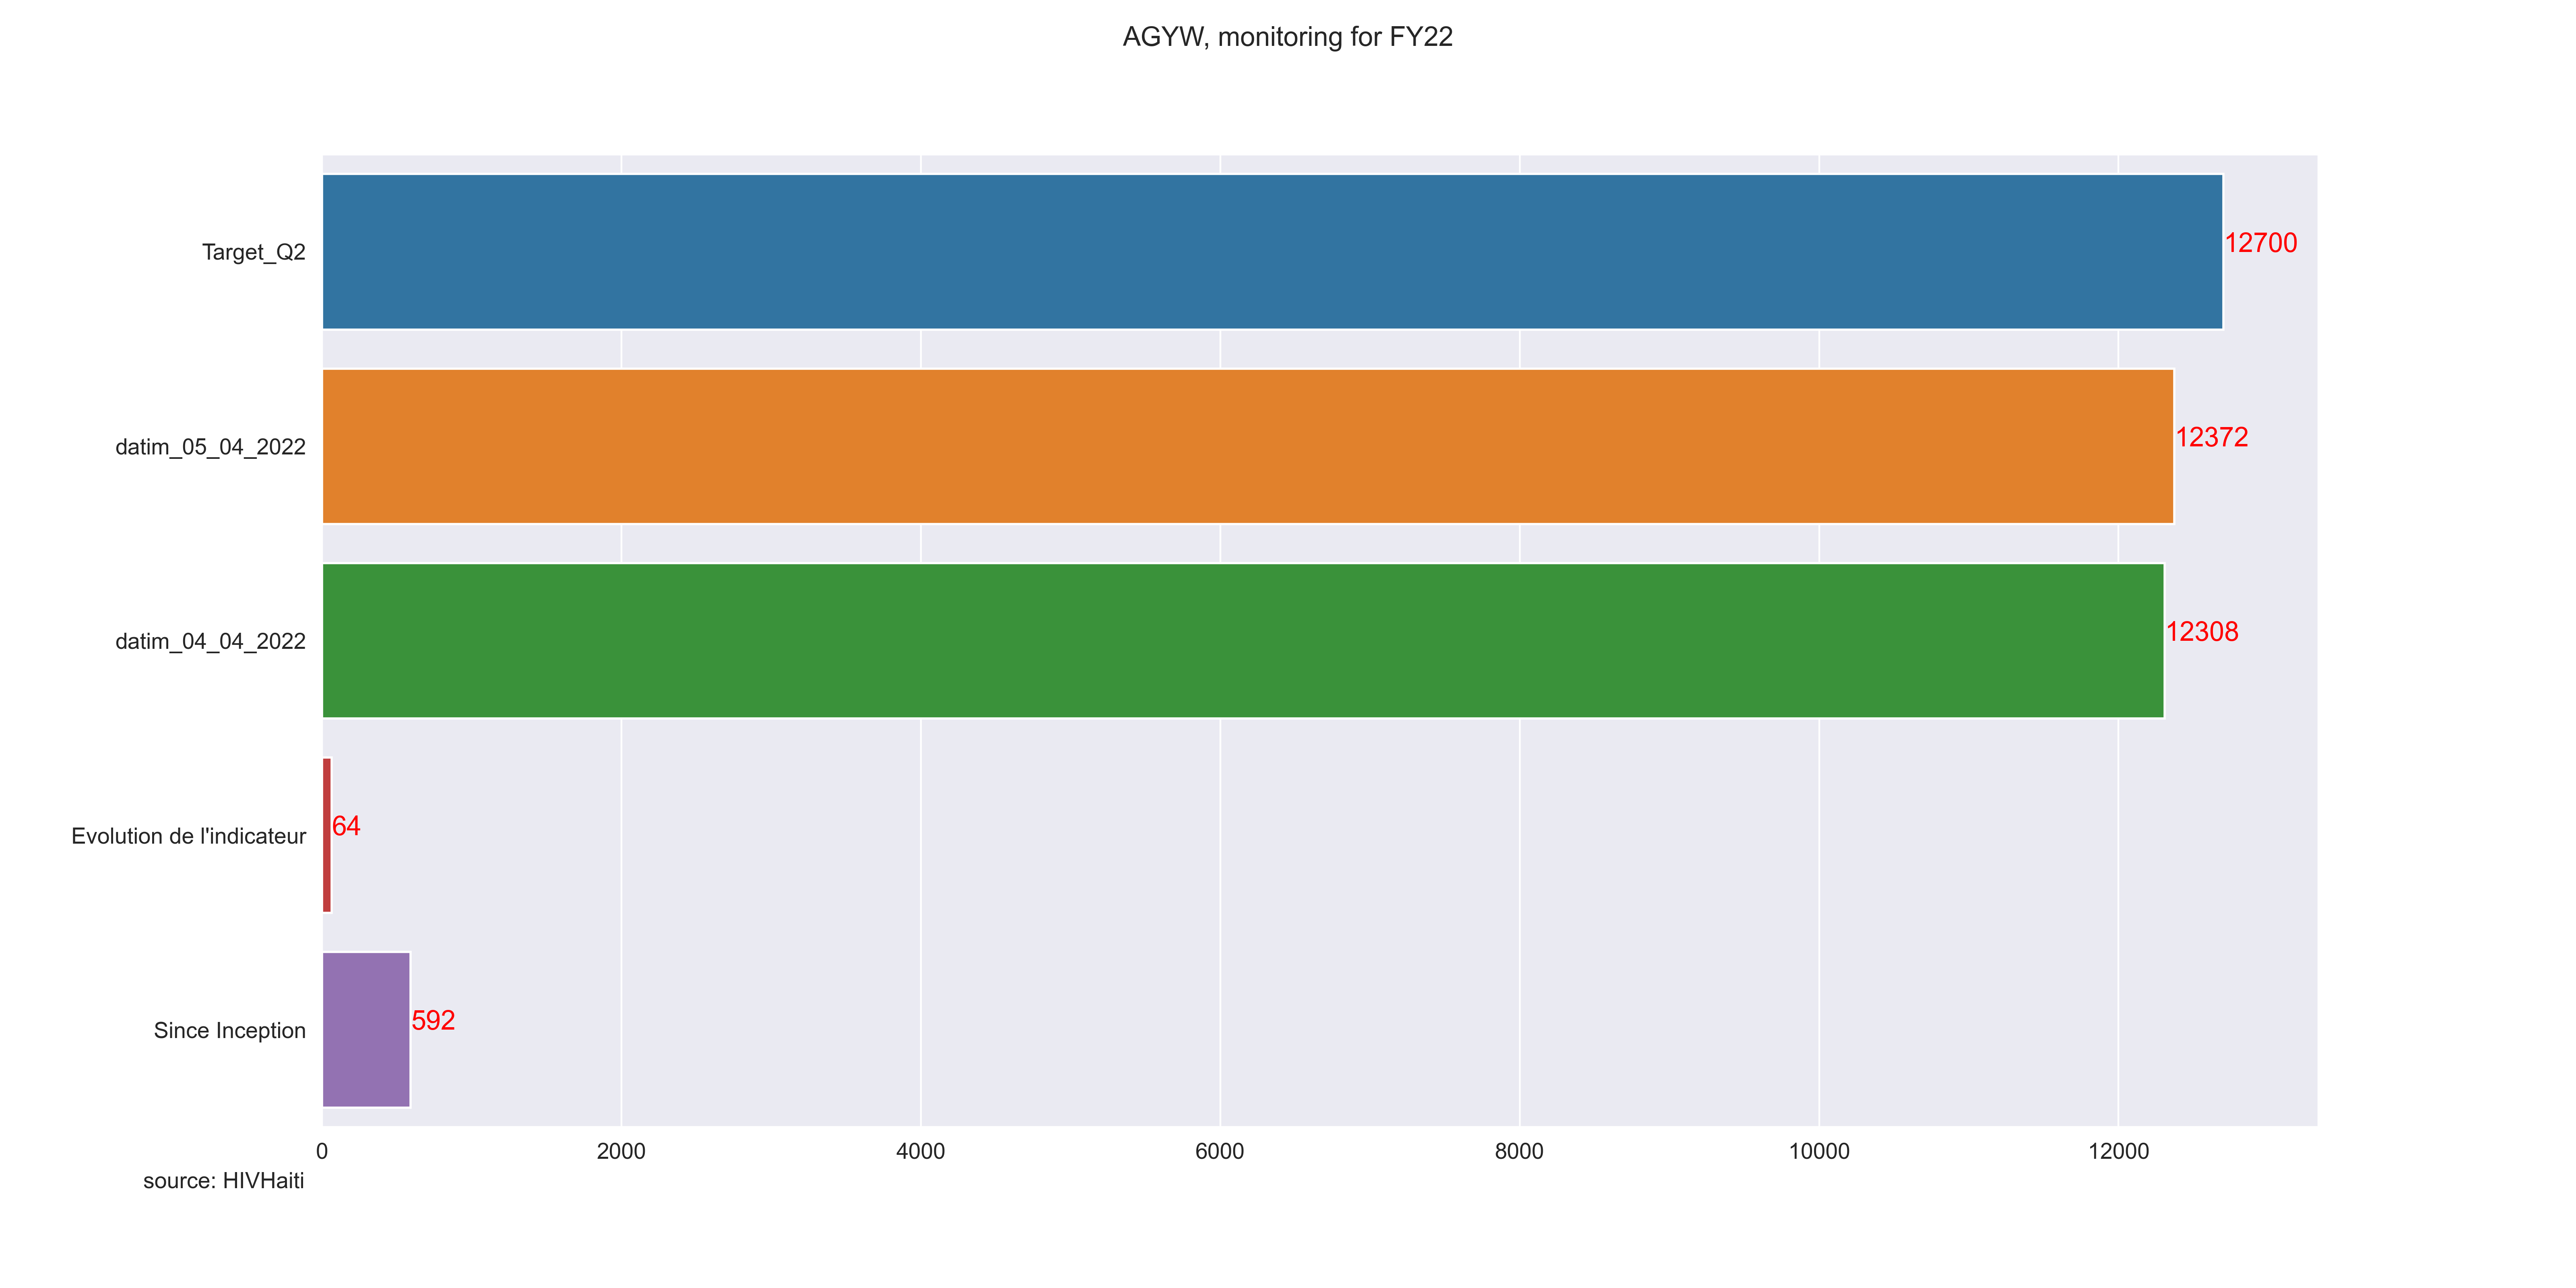 AGYW, monitoring for FY22
Target_Q2
12700
datim_05_04_2022
12372
datim_04_04_2022
12308
Evolution de l'indicateur
64
Since Inception
592
0 2000 4000 6000 8000 10000 12000
source: HIVHaiti